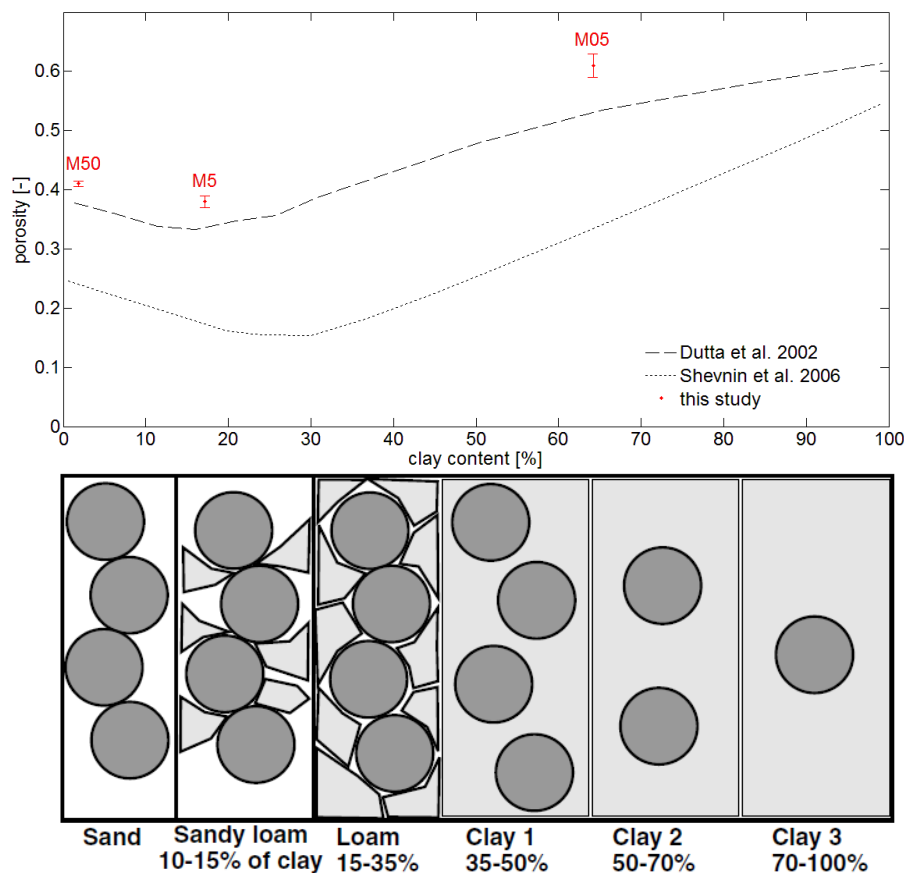 0.6
0.5
0.4
0.3
0.2
0.1
0
porosity [-]
M50
M5
M05
Dutta et al. 2002
Shevnin et al. 2006
this study
0 10 20 30 40 50 60 70 80 90 100
clay content [%]
Sand
Sandy loam
10-15% of clay
Loam
15-35%
Clay 1
35-50%
Clay 2
50-70%
Clay 3
70-100%